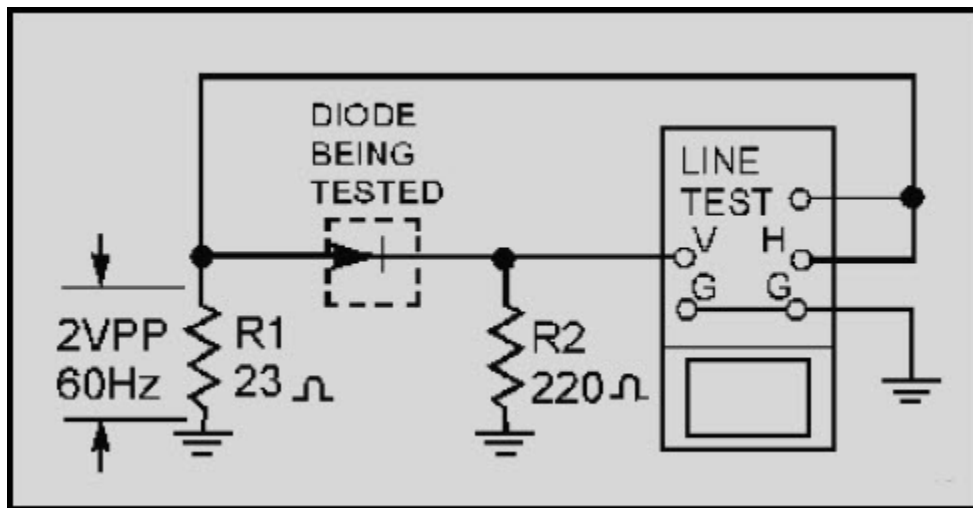 DIODE
BEING
TESTED
LINE
TEST
V H
G G
2VPP
60Hz
R1
23 Ω
R2
220 Ω